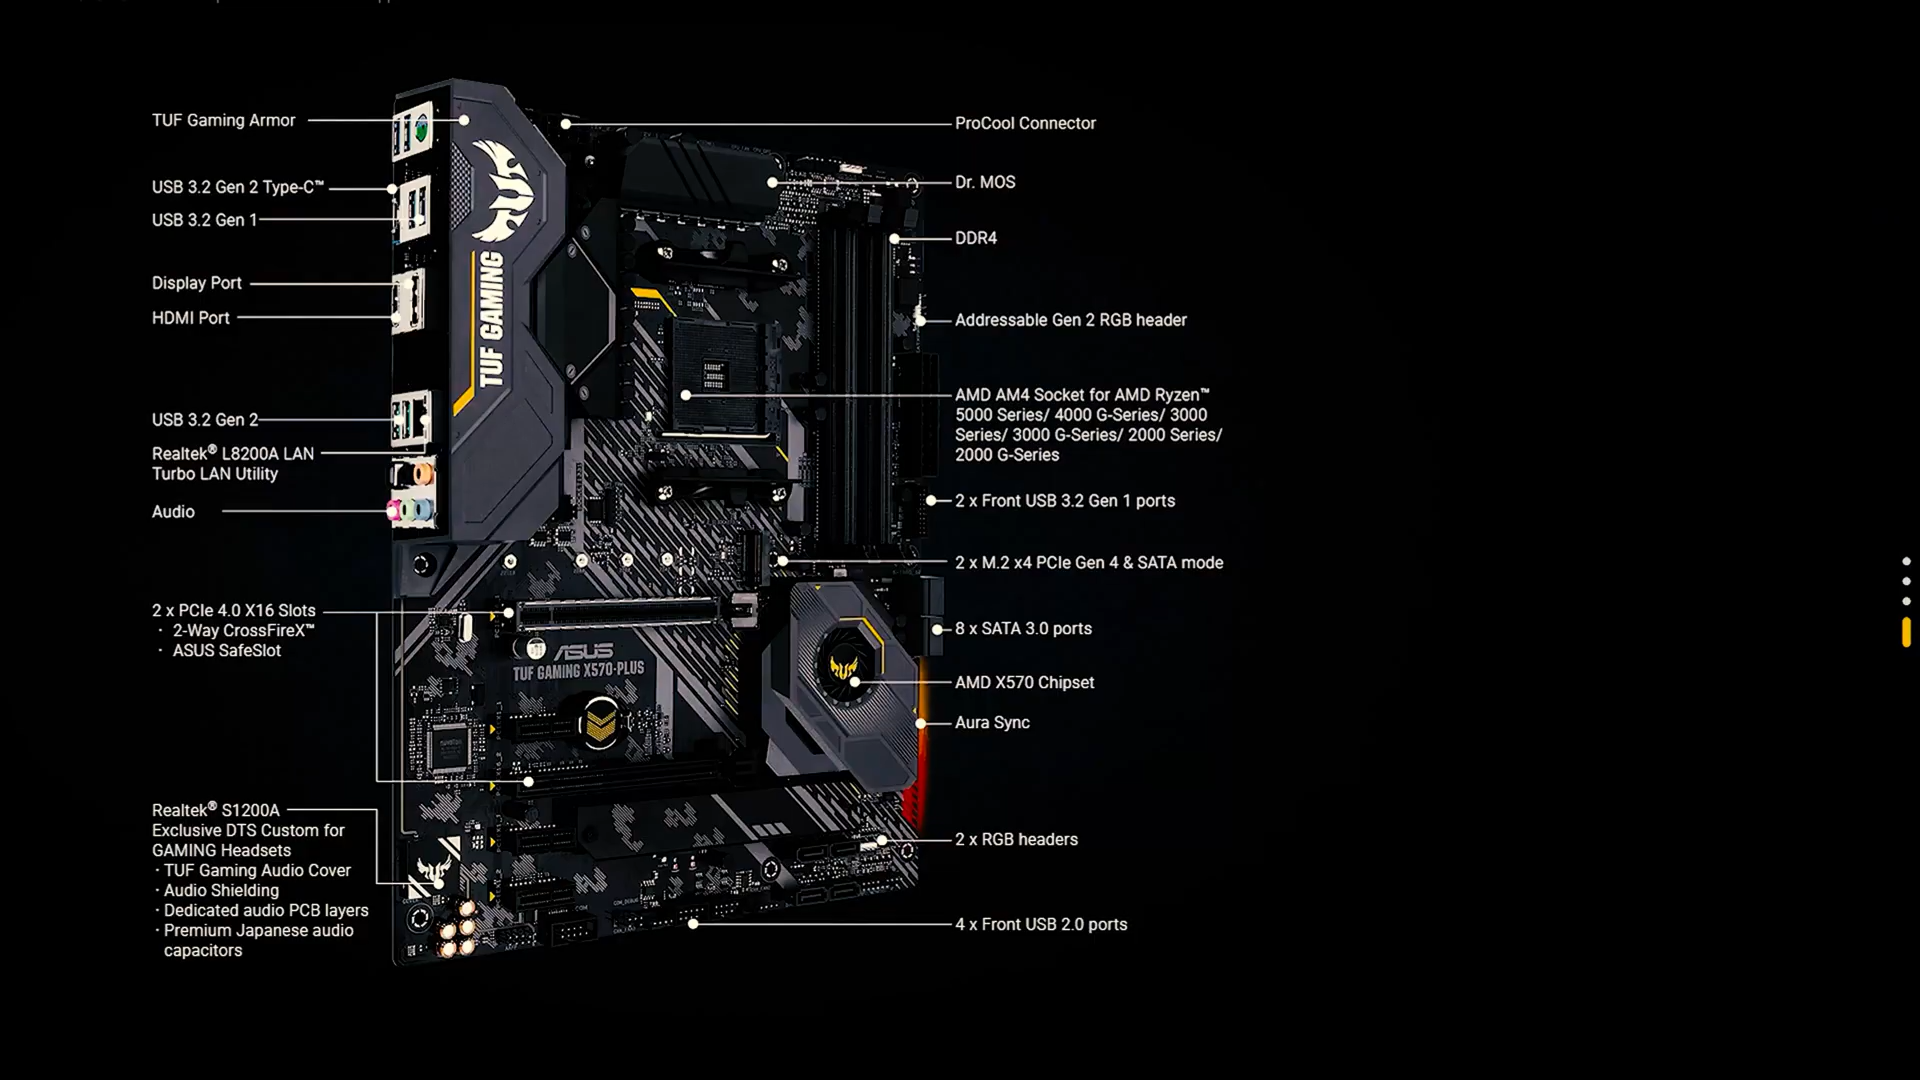 TUF Gaming Armor
USB 3.2 Gen 2 Type-C™
USB 3.2 Gen 1
Display Port
HDMI Port
USB 3.2 Gen 2
Realtek® L8200A LAN
Turbo LAN Utility
Audio
2 x PCIe 4.0 X16 Slots
· 2-Way CrossFireX™
· ASUS SafeSlot
Realtek® S1200A
Exclusive DTS Custom for
GAMING Headsets
· TUF Gaming Audio Cover
· Audio Shielding
· Dedicated audio PCB layers
· Premium Japanese audio
capacitors
TUF GAMING
ASUS
TUF GAMING X570-PLUS
ProCool Connector
Dr. MOS
DDR4
Addressable Gen 2 RGB header
AMD AM4 Socket for AMD Ryzen™
5000 Series/ 4000 G-Series/ 3000
Series/ 3000 G-Series/ 2000 Series/
2000 G-Series
2 x Front USB 3.2 Gen 1 ports
2 x M.2 x4 PCIe Gen 4 & SATA mode
8 x SATA 3.0 ports
AMD X570 Chipset
Aura Sync
2 x RGB headers
4 x Front USB 2.0 ports